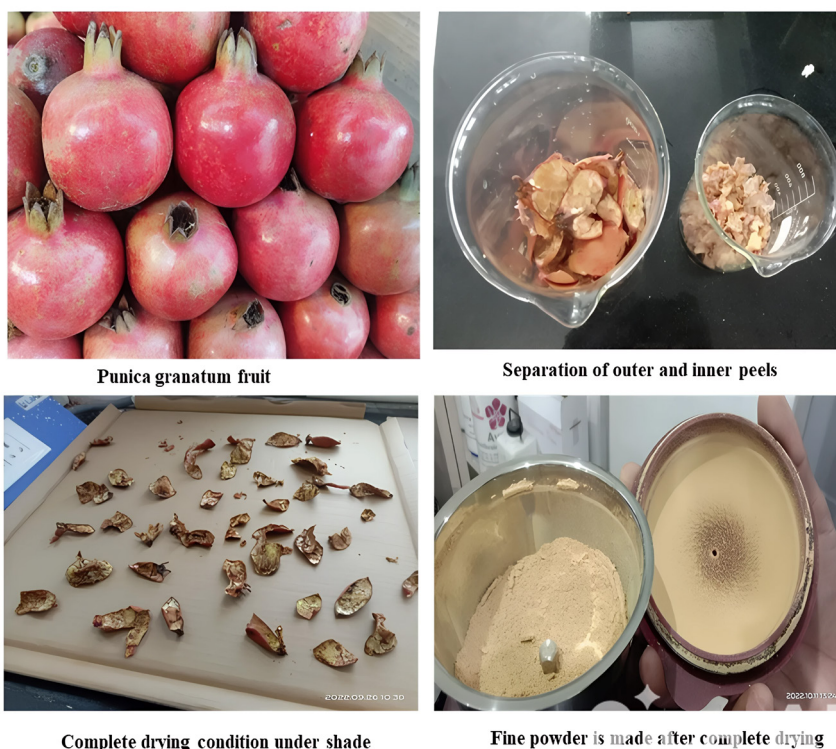 Punica granatum fruit
Separation of outer and inner peels
2022.09.26 10:30
2022.10.11 13:24
Complete drying condition under shade
Fine powder is made after complete drying